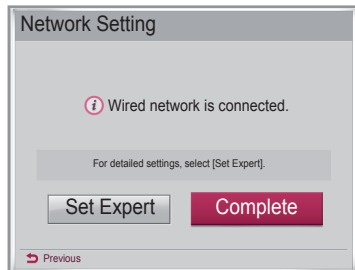 Network Setting
Wired network is connected.
For detailed settings, select [Set Expert].
Set Expert
Complete
Previous